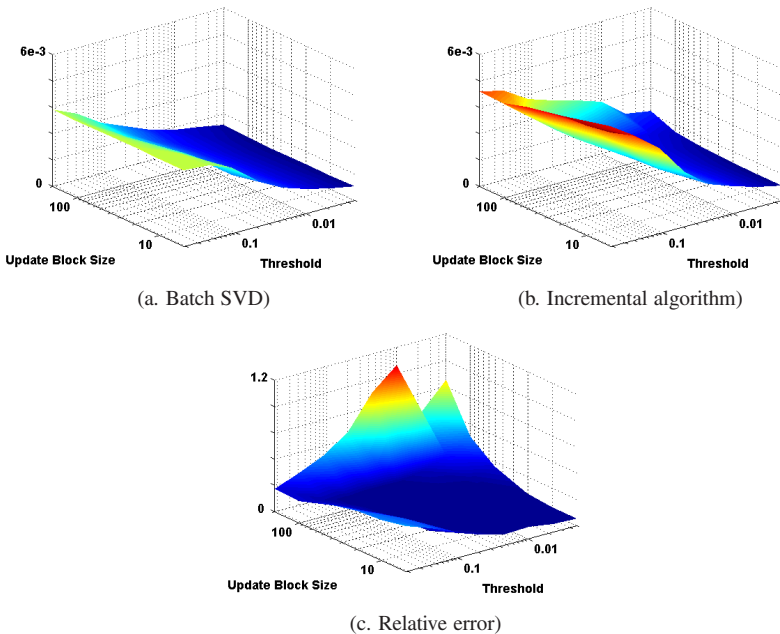 6e-3
0
100
10
0.1
0.01
Update Block Size
Threshold
(a. Batch SVD)
6e-3
0
100
10
0.1
0.01
Update Block Size
Threshold
(b. Incremental algorithm)
1.2
0
100
10
0.1
0.01
Update Block Size
Threshold
(c. Relative error)